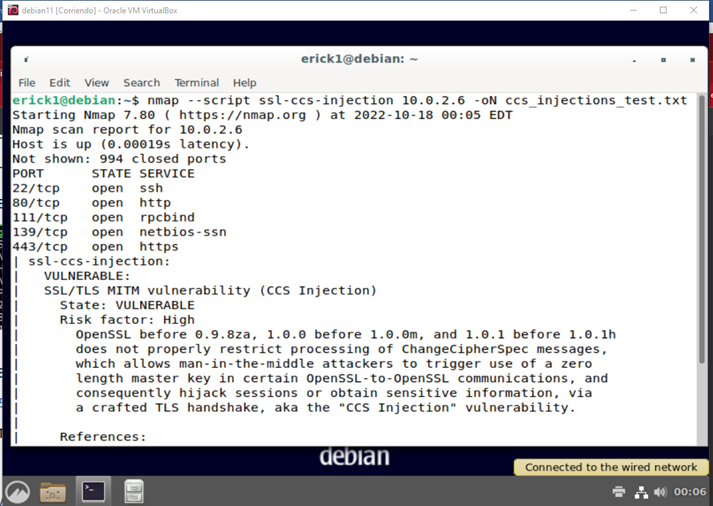 debian11 [Corriendo] - Oracle VM VirtualBox
erick1@debian: ~
File Edit View Search Terminal Help
erick1@debian:~$ nmap --script ssl-ccs-injection 10.0.2.6 -oN ccs_injections_test.txt
Starting Nmap 7.80 ( https://nmap.org ) at 2022-10-18 00:05 EDT
Nmap scan report for 10.0.2.6
Host is up (0.00019s latency).
Not shown: 994 closed ports
PORT    STATE SERVICE
22/tcp  open  ssh
80/tcp  open  http
111/tcp open  rpcbind
139/tcp open  netbios-ssn
443/tcp open  https
| ssl-ccs-injection:
|   VULNERABLE:
|   SSL/TLS MITM vulnerability (CCS Injection)
|     State: VULNERABLE
|     Risk factor: High
|       OpenSSL before 0.9.8za, 1.0.0 before 1.0.0m, and 1.0.1 before 1.0.1h
|       does not properly restrict processing of ChangeCipherSpec messages,
|       which allows man-in-the-middle attackers to trigger use of a zero
|       length master key in certain OpenSSL-to-OpenSSL communications, and
|       consequently hijack sessions or obtain sensitive information, via
|       a crafted TLS handshake, aka the "CCS Injection" vulnerability.
|
|     References:
debian
Connected to the wired network
00:06